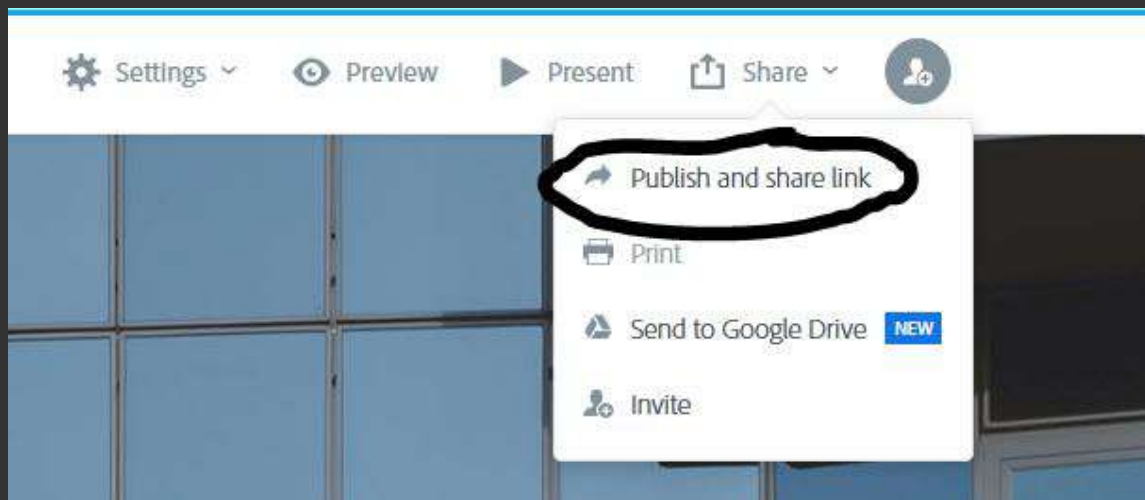 Settings Preview Present Share
Publish and share link
Print
Send to Google Drive NEW
Invite